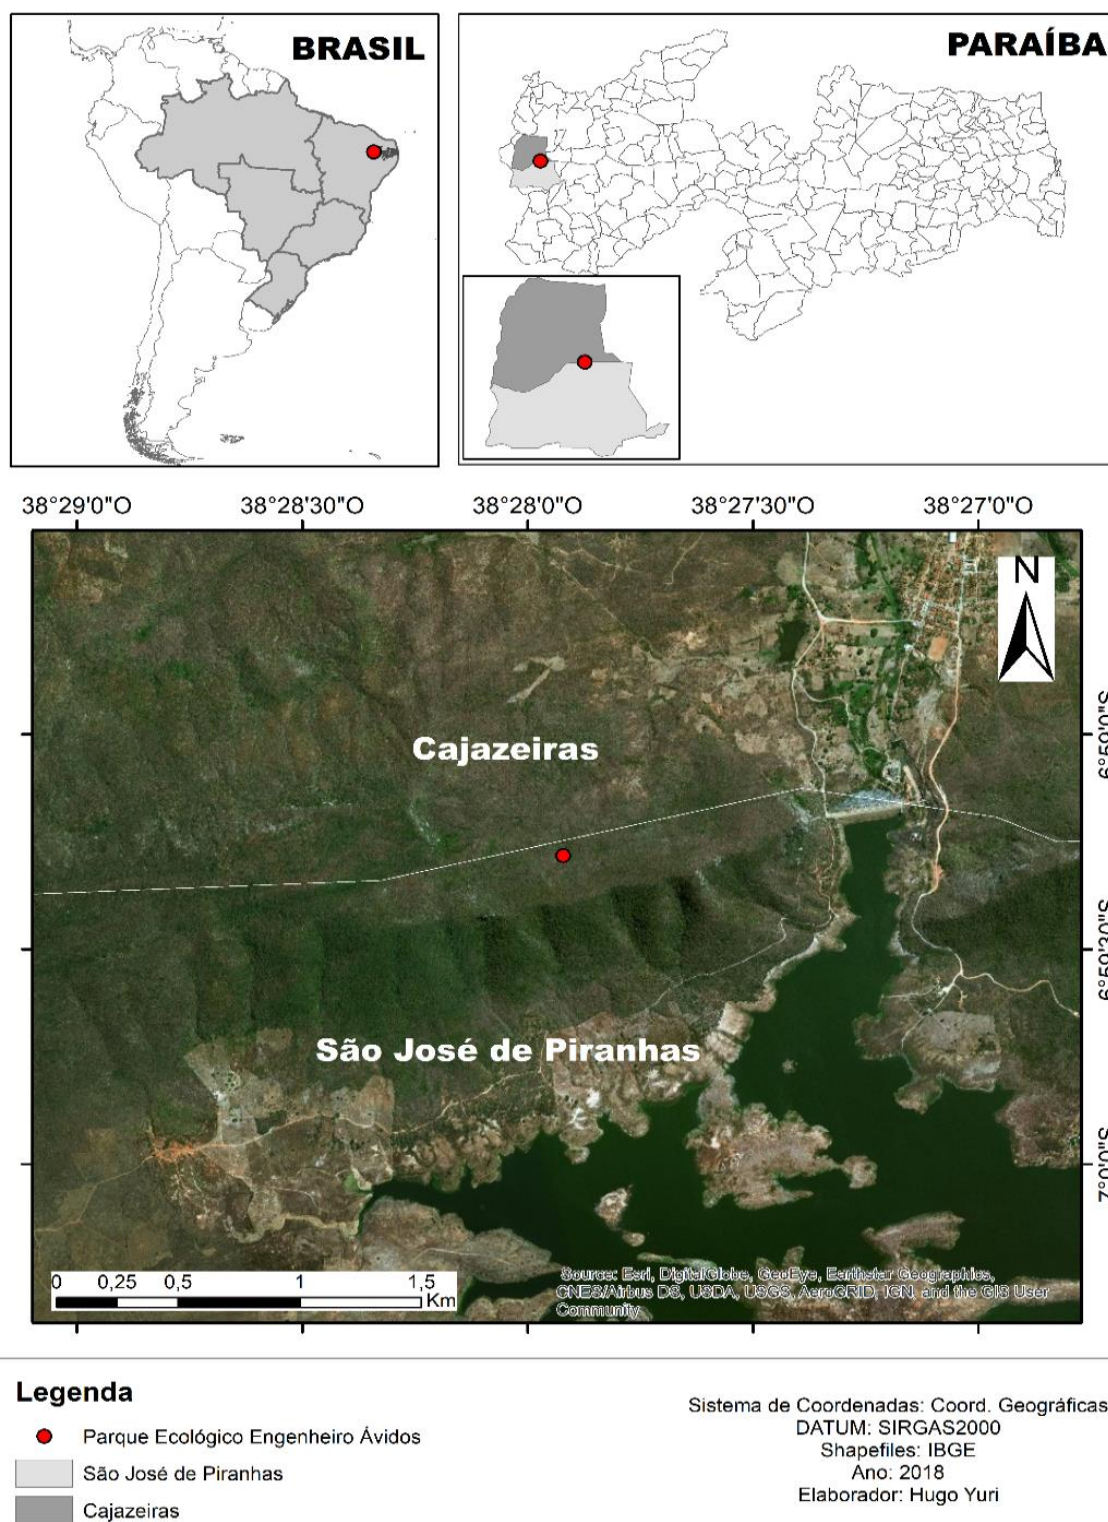 BRASIL
PARAÍBA
38°29'0"O
38°28'30"O
38°28'0"O
38°27'30"O
38°27'0"O
N
6°59'0"S
Cajazeiras
6°59'30"S
São José de Piranhas
7°0'0"S
0 0,25 0,5 1 1,5
Km
Source: Esri, DigitalGlobe, GeoEye, Earthstar Geographics,
CNES/Airbus DS, USDA, USGS, AeroGRID, IGN, and the GIS User
Community
Legenda
Parque Ecológico Engenheiro Ávidos
São José de Piranhas
Cajazeiras
Sistema de Coordenadas: Coord. Geográficas
DATUM: SIRGAS2000
Shapefiles: IBGE
Ano: 2018
Elaborador: Hugo Yuri